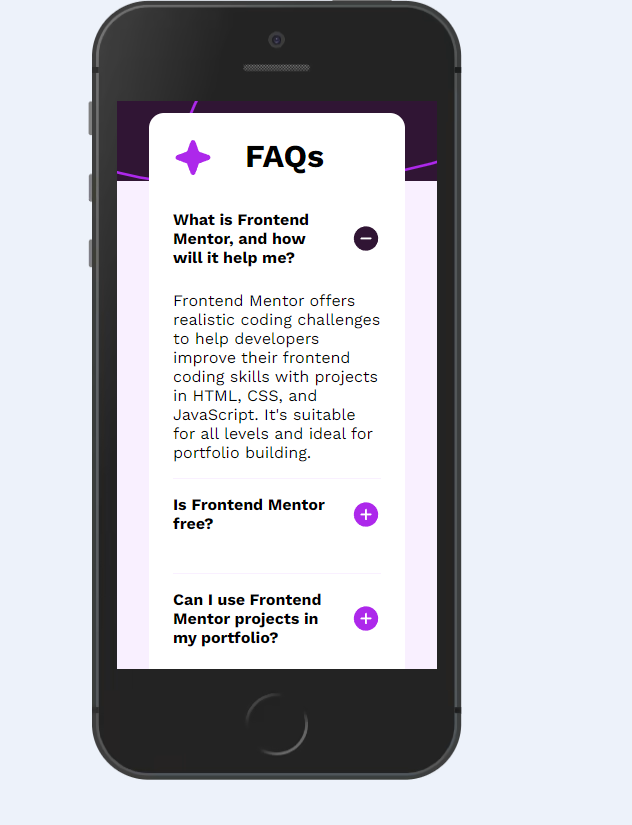 FAQs
What is Frontend
Mentor, and how
will it help me?
Frontend Mentor offers
realistic coding challenges
to help developers
improve their frontend
coding skills with projects
in HTML, CSS, and
JavaScript. It's suitable
for all levels and ideal for
portfolio building.
Is Frontend Mentor
free?
Can I use Frontend
Mentor projects in
my portfolio?